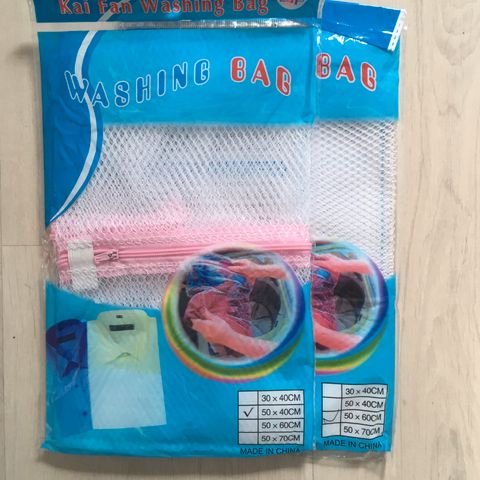 Kai Fan Washing Bag
WASHING BAG
BAG
30 x 40CM
✓ 50 x 40CM
50 x 60CM
50 x 70CM
MADE IN CHINA
30 x 40CM
50 x 40CM
✓ 50 x 60CM
50 x 70CM
MADE IN CHINA